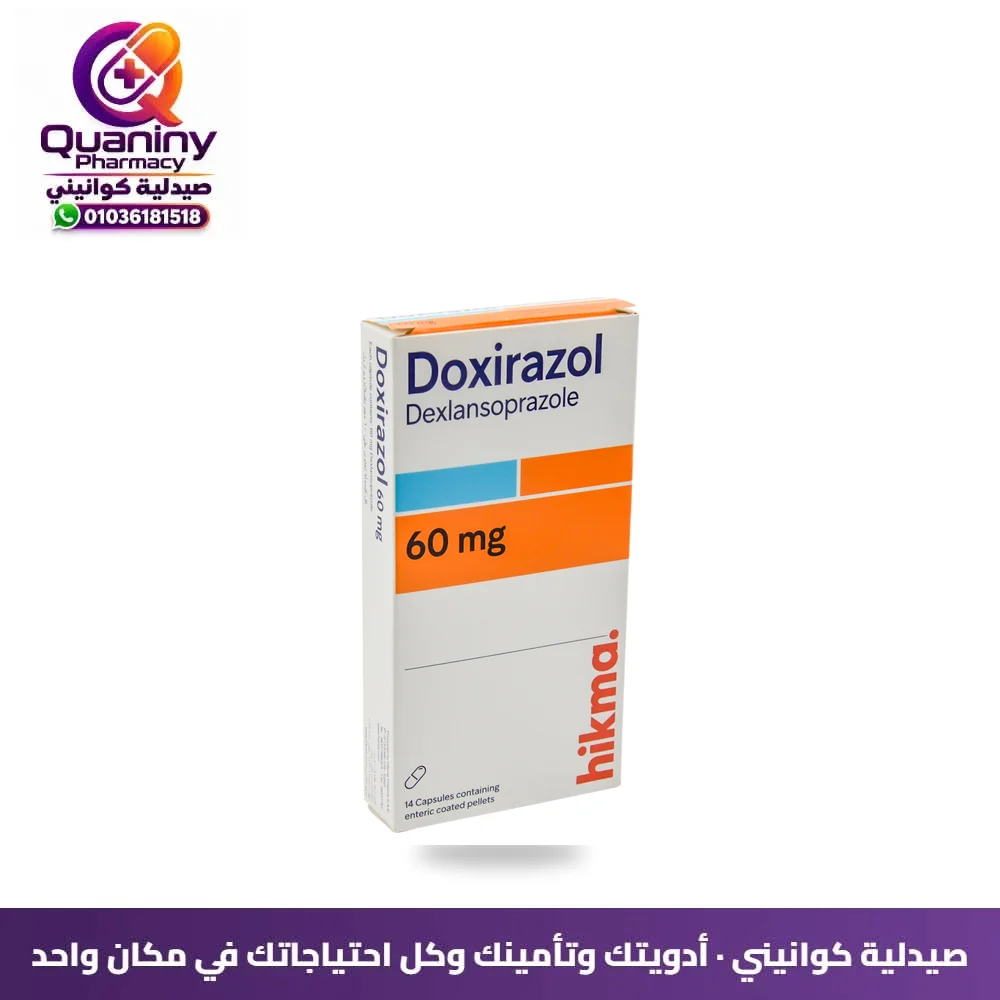 Quaniny
Pharmacy
صيدلية كوانيني
01036181518
Doxirazol
Dexlansoprazole
60 mg
hikma.
14 Capsules containing
enteric coated pellets
Doxirazol 60 mg
صيدلية كوانيني · أدويتك وتأمينك وكل احتياجاتك في مكان واحد